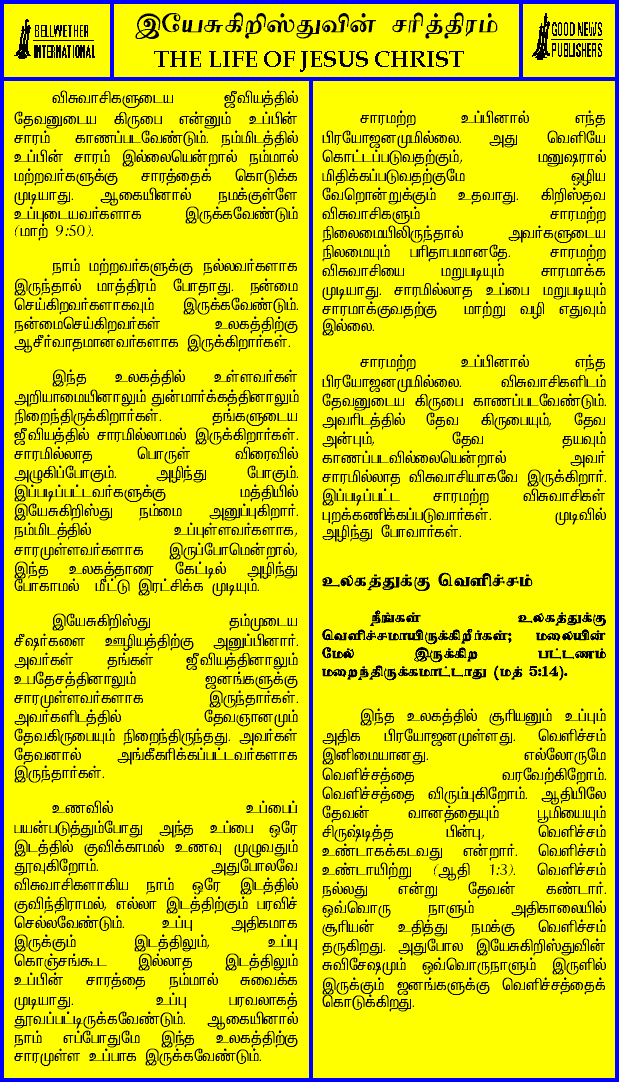 BELLWETHER
INTERNATIONAL
இயேசுகிறிஸ்துவின் சரித்திரம்
THE LIFE OF JESUS CHRIST
GOOD NEWS
PUBLISHERS
விசுவாசிகளுடைய ஜீவியத்தில்
தேவனுடைய கிருபை என்னும் உப்பின்
சாரம் காணப்படவேண்டும். நம்மிடத்தில்
உப்பின் சாரம் இல்லையென்றால் நம்மால்
மற்றவர்களுக்கு சாரத்தைக் கொடுக்க
முடியாது. ஆகையினால் நமக்குள்ளே
உப்புடையவர்களாக இருக்கவேண்டும்
(மாற் 9:50).
நாம் மற்றவர்களுக்கு நல்லவர்களாக
இருந்தால் மாத்திரம் போதாது. நன்மை
செய்கிறவர்களாகவும் இருக்கவேண்டும்.
நன்மைசெய்கிறவர்கள் உலகத்திற்கு
ஆசீர்வாதமானவர்களாக இருக்கிறார்கள்.
இந்த உலகத்தில் உள்ளவர்கள்
அறியாமையினாலும் துன்மார்க்கத்தினாலும்
நிறைந்திருக்கிறார்கள். தங்களுடைய
ஜீவியத்தில் சாரமில்லாமல் இருக்கிறார்கள்.
சாரமில்லாத பொருள் விரைவில்
அழுகிப்போகும். அழிந்து போகும்.
இப்படிப்பட்டவர்களுக்கு மத்தியில்
இயேசுகிறிஸ்து நம்மை அனுப்புகிறார்.
நம்மிடத்தில் உப்புள்ளவர்களாக,
சாரமுள்ளவர்களாக இருப்போமென்றால்,
இந்த உலகத்தாரை கேட்டில் அழிந்து
போகாமல் மீட்டு இரட்சிக்க முடியும்.
இயேசுகிறிஸ்து தம்முடைய
சீஷர்களை ஊழியத்திற்கு அனுப்பினார்.
அவர்கள் தங்கள் ஜீவியத்தினாலும்
உபதேசத்தினாலும் ஜனங்களுக்கு
சாரமுள்ளவர்களாக இருந்தார்கள்.
அவர்களிடத்தில் தேவஞானமும்
தேவகிருபையும் நிறைந்திருந்தது. அவர்கள்
தேவனால் அங்கீகரிக்கப்பட்டவர்களாக
இருந்தார்கள்.
உணவில் உப்பைப்
பயன்படுத்தும்போது அந்த உப்பை ஒரே
இடத்தில் குவிக்காமல் உணவு முழுவதும்
தூவுகிறோம். அதுபோலவே
விசுவாசிகளாகிய நாம் ஒரே இடத்தில்
குவிந்திராமல், எல்லா இடத்திற்கும் பரவிச்
செல்லவேண்டும். உப்பு அதிகமாக
இருக்கும் இடத்திலும், உப்பு
கொஞ்சங்கூட இல்லாத இடத்திலும்
உப்பின் சாரத்தை நம்மால் சுவைக்க
முடியாது. உப்பு பரவலாகத்
தூவப்பட்டிருக்கவேண்டும். ஆகையினால்
நாம் எப்போதுமே இந்த உலகத்திற்கு
சாரமுள்ள உப்பாக இருக்கவேண்டும்.
சாரமற்ற உப்பினால் எந்த
பிரயோஜனமுமில்லை. அது வெளியே
கொட்டப்படுவதற்கும், மனுஷரால்
மிதிக்கப்படுவதற்குமே ஒழிய
வேறொன்றுக்கும் உதவாது. கிறிஸ்தவ
விசுவாசிகளும் சாரமற்ற
நிலைமையிலிருந்தால் அவர்களுடைய
நிலமையும் பரிதாபமானதே. சாரமற்ற
விசுவாசியை மறுபடியும் சாரமாக்க
முடியாது. சாரமில்லாத உப்பை மறுபடியும்
சாரமாக்குவதற்கு மாற்று வழி எதுவும்
இல்லை.
சாரமற்ற உப்பினால் எந்த
பிரயோஜனமுமில்லை. விசுவாசிகளிடம்
தேவனுடைய கிருபை காணப்படவேண்டும்.
அவரிடத்தில் தேவ கிருபையும், தேவ
அன்பும், தேவ தயவும்
காணப்படவில்லையென்றால் அவர்
சாரமில்லாத விசுவாசியாகவே இருக்கிறார்.
இப்படிப்பட்ட சாரமற்ற விசுவாசிகள்
புறக்கணிக்கப்படுவார்கள். முடிவில்
அழிந்து போவார்கள்.
உலகத்துக்கு வெளிச்சம்
நீங்கள் உலகத்துக்கு
வெளிச்சமாயிருக்கிறீர்கள்; மலையின்
மேல் இருக்கிற பட்டணம்
மறைந்திருக்கமாட்டாது (மத் 5:14).
இந்த உலகத்தில் சூரியனும் உப்பும்
அதிக பிரயோஜனமுள்ளது. வெளிச்சம்
இனிமையானது. எல்லோருமே
வெளிச்சத்தை வரவேற்கிறோம்.
வெளிச்சத்தை விரும்புகிறோம். ஆதியிலே
தேவன் வானத்தையும் பூமியையும்
சிருஷ்டித்த பின்பு, வெளிச்சம்
உண்டாகக்கடவது என்றார். வெளிச்சம்
உண்டாயிற்று (ஆதி 1:3). வெளிச்சம்
நல்லது என்று தேவன் கண்டார்.
ஒவ்வொரு நாளும் அதிகாலையில்
சூரியன் உதித்து நமக்கு வெளிச்சம்
தருகிறது. அதுபோல இயேசுகிறிஸ்துவின்
சுவிசேஷமும் ஒவ்வொருநாளும் இருளில்
இருக்கும் ஜனங்களுக்கு வெளிச்சத்தைக்
கொடுக்கிறது.